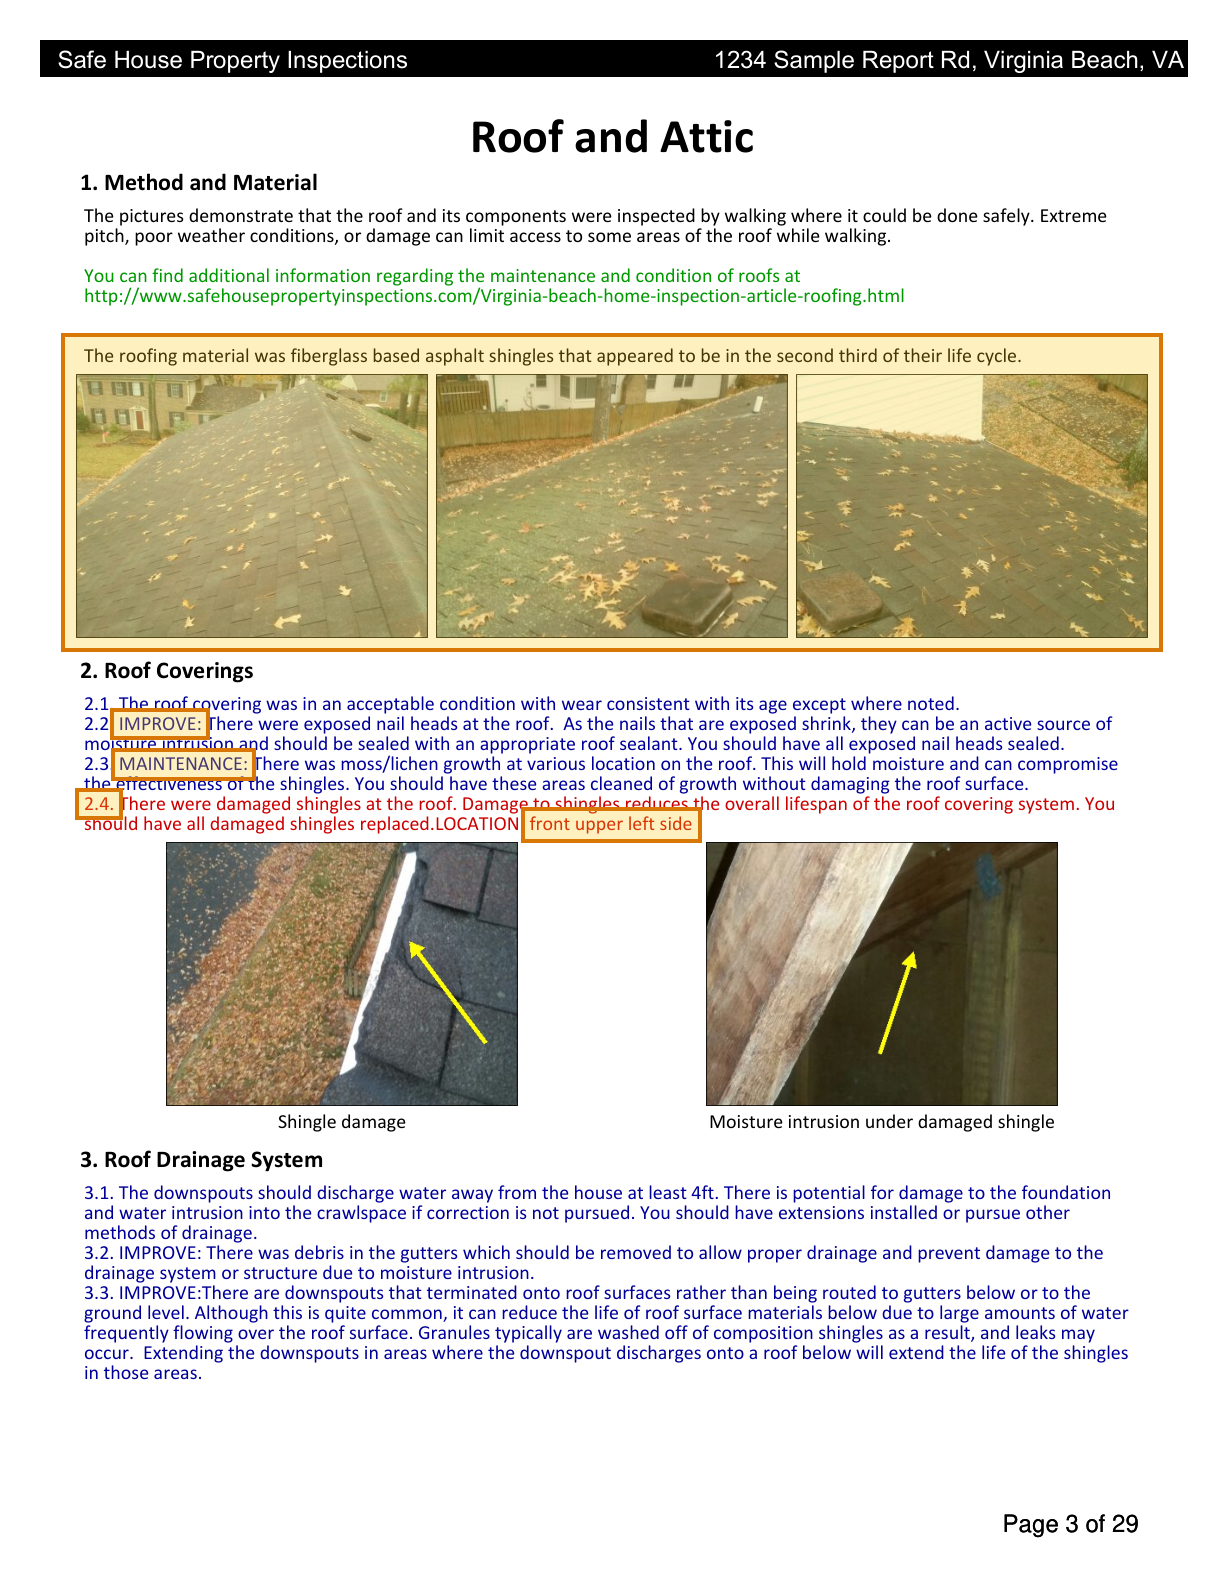 Safe House Property Inspections 1234 Sample Report Rd, Virginia Beach, VA
Roof and Attic
1. Method and Material
The pictures demonstrate that the roof and its components were inspected by walking where it could be done safely. Extreme
pitch, poor weather conditions, or damage can limit access to some areas of the roof while walking.
You can find additional information regarding the maintenance and condition of roofs at
http://www.safehousepropertyinspections.com/Virginia-beach-home-inspection-article-roofing.html
The roofing material was fiberglass based asphalt shingles that appeared to be in the second third of their life cycle.
2. Roof Coverings
2.1. The roof covering was in an acceptable condition with wear consistent with its age except where noted.
2.2 IMPROVE: There were exposed nail heads at the roof.  As the nails that are exposed shrink, they can be an active source of
moisture intrusion and should be sealed with an appropriate roof sealant. You should have all exposed nail heads sealed.
2.3 MAINTENANCE: There was moss/lichen growth at various location on the roof. This will hold moisture and can compromise
the effectiveness of the shingles. You should have these areas cleaned of growth without damaging the roof surface.
2.4. There were damaged shingles at the roof. Damage to shingles reduces the overall lifespan of the roof covering system. You
should have all damaged shingles replaced.LOCATION front upper left side
Shingle damage
Moisture intrusion under damaged shingle
3. Roof Drainage System
3.1. The downspouts should discharge water away from the house at least 4ft. There is potential for damage to the foundation
and water intrusion into the crawlspace if correction is not pursued. You should have extensions installed or pursue other
methods of drainage.
3.2. IMPROVE: There was debris in the gutters which should be removed to allow proper drainage and prevent damage to the
drainage system or structure due to moisture intrusion.
3.3. IMPROVE:There are downspouts that terminated onto roof surfaces rather than being routed to gutters below or to the
ground level. Although this is quite common, it can reduce the life of roof surface materials below due to large amounts of water
frequently flowing over the roof surface. Granules typically are washed off of composition shingles as a result, and leaks may
occur.  Extending the downspouts in areas where the downspout discharges onto a roof below will extend the life of the shingles
in those areas.
Page 3 of 29